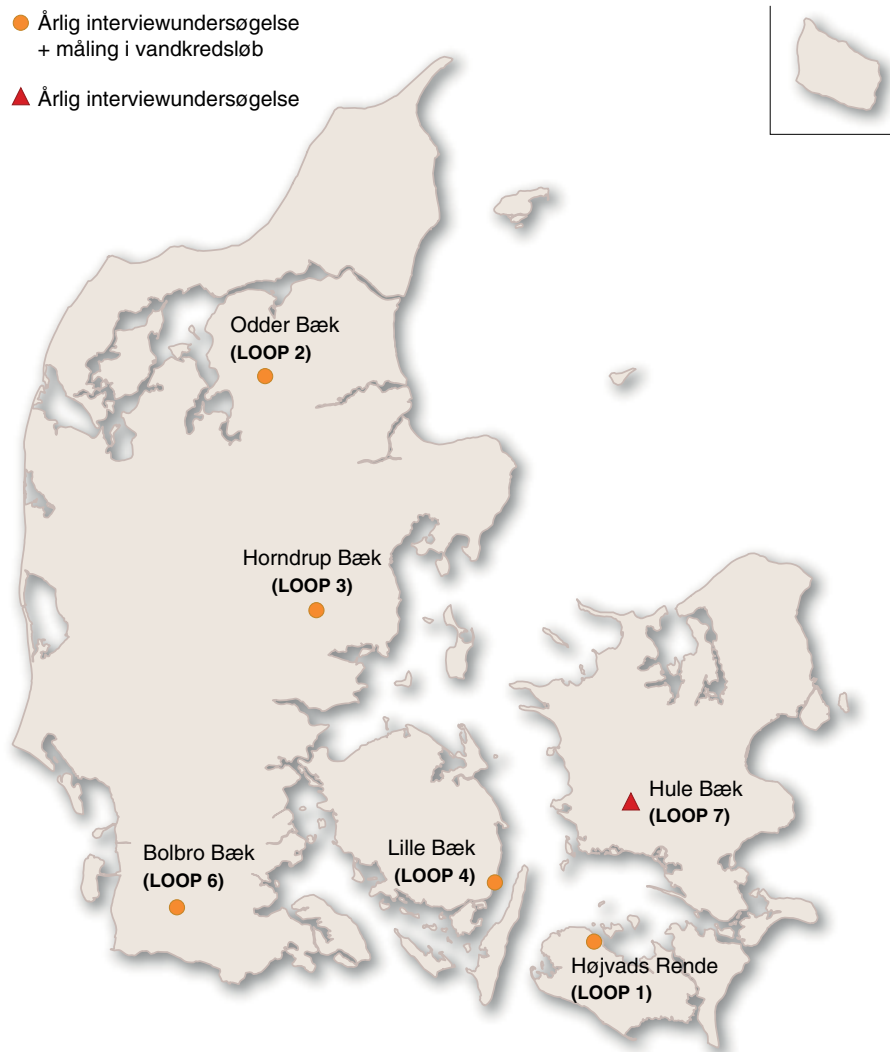 Årlig interviewundersøgelse
+ måling i vandkredsløb
Årlig interviewundersøgelse
Odder Bæk
(LOOP 2)
Horndrup Bæk
(LOOP 3)
Hule Bæk
(LOOP 7)
Lille Bæk
(LOOP 4)
Bolbro Bæk
(LOOP 6)
Højvads Rende
(LOOP 1)